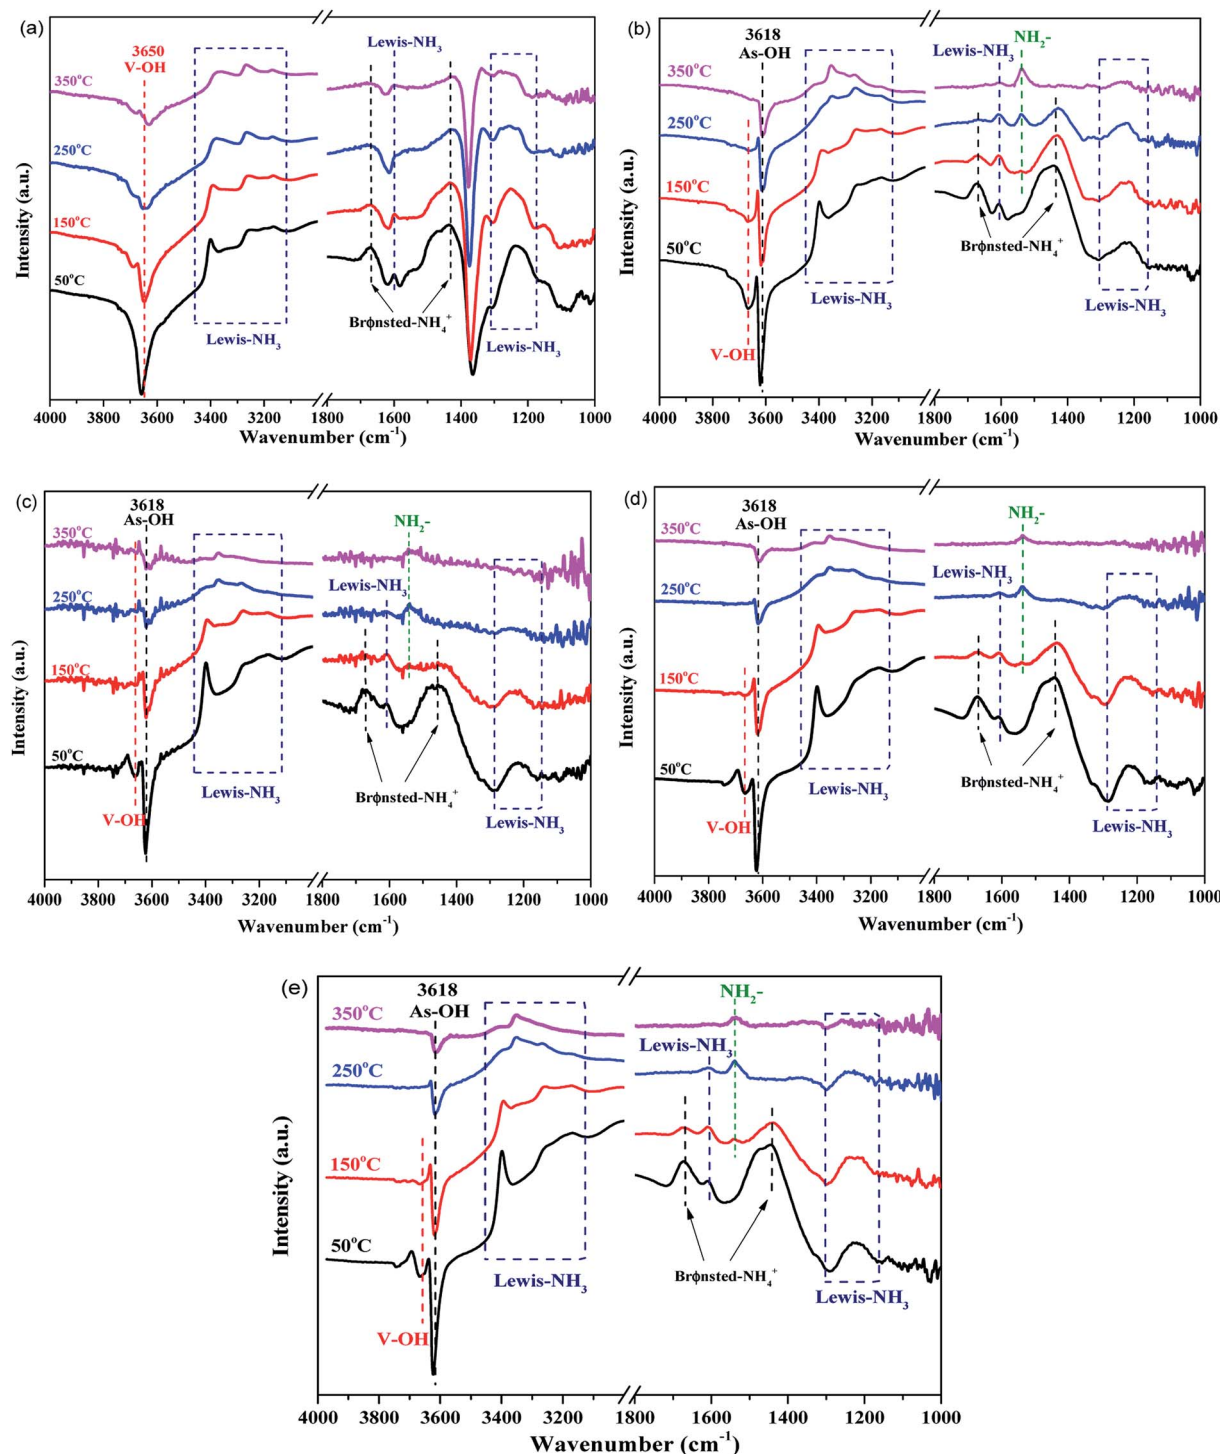 (a)
3650
V-OH
Lewis-NH₃
350°C
250°C
150°C
50°C
Brϕnsted-NH₄⁺
Lewis-NH₃
Lewis-NH₃
Intensity (a.u.)
4000 3600 3400 3200 1800 1600 1400 1200 1000
Wavenumber (cm⁻¹)
(b)
3618
As-OH
NH₂-
Lewis-NH₃
350°C
250°C
150°C
50°C
Brϕnsted-NH₄⁺
Lewis-NH₃
Lewis-NH₃
V-OH
Intensity (a.u.)
4000 3600 3400 3200 1800 1600 1400 1200 1000
Wavenumber (cm⁻¹)
(c)
3618
As-OH
NH₂-
350°C
Lewis-NH₃
250°C
150°C
50°C
V-OH
Lewis-NH₃
Brϕnsted-NH₄⁺
Lewis-NH₃
Intensity (a.u.)
4000 3600 3400 3200 1800 1600 1400 1200 1000
Wavenumber (cm⁻¹)
(d)
3618
As-OH
NH₂-
350°C
Lewis-NH₃
250°C
150°C
50°C
V-OH
Lewis-NH₃
Brϕnsted-NH₄⁺
Lewis-NH₃
Intensity (a.u.)
4000 3600 3400 3200 1800 1600 1400 1200 1000
Wavenumber (cm⁻¹)
(e)
3618
As-OH
NH₂-
350°C
Lewis-NH₃
250°C
150°C
50°C
V-OH
Lewis-NH₃
Brϕnsted-NH₄⁺
Lewis-NH₃
Intensity (a.u.)
4000 3600 3400 3200 1800 1600 1400 1200 1000
Wavenumber (cm⁻¹)